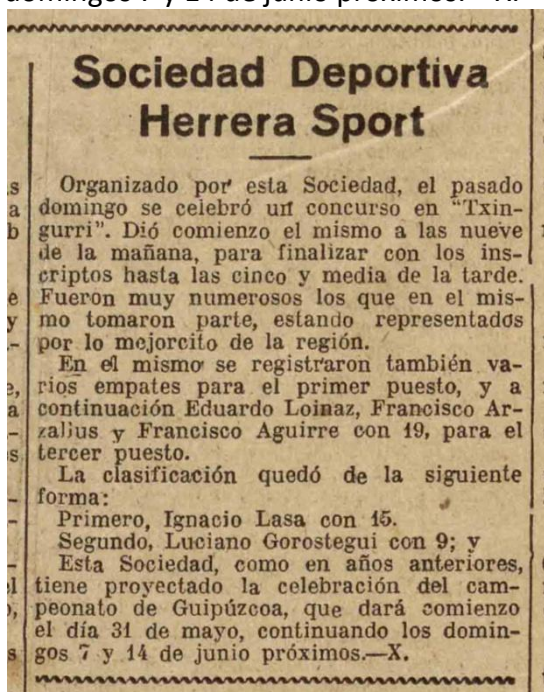 Sociedad Deportiva
Herrera Sport
Organizado por esta Sociedad, el pasado
domingo se celebró un concurso en “Txin-
gurri”. Dió comienzo el mismo a las nueve
de la mañana, para finalizar con los ins-
criptos hasta las cinco y media de la tarde.
Fueron muy numerosos los que en el mis-
mo tomaron parte, estando representados
por lo mejorcito de la región.
En el mismo se registraron también va-
rios empates para el primer puesto, y a
continuación Eduardo Loinaz, Francisco Ar-
zallus y Francisco Aguirre con 19, para el
tercer puesto.
La clasificación quedó de la siguiente
forma:
Primero, Ignacio Lasa con 15.
Segundo, Luciano Gorostegui con 9; y
Esta Sociedad, como en años anteriores,
tiene proyectado la celebración del cam-
peonato de Guipúzcoa, que dará comienzo
el día 31 de mayo, continuando los domin-
gos 7 y 14 de junio próximos.—X.